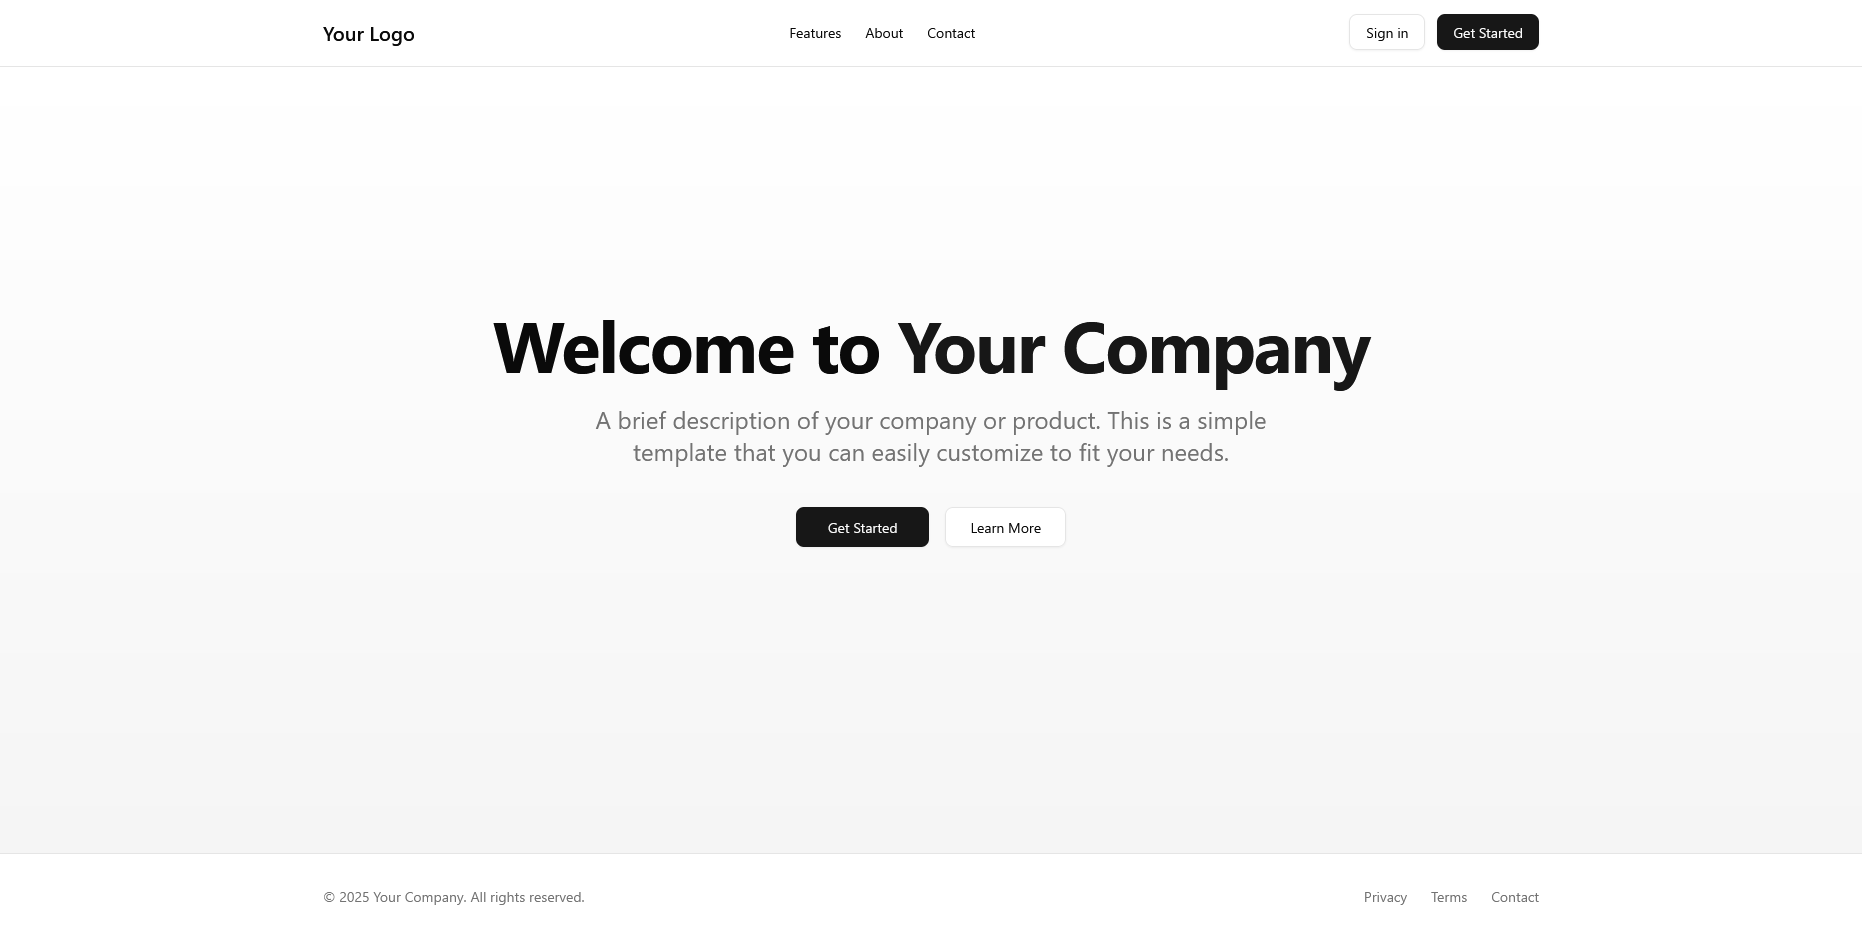 Your Logo
Features
About
Contact
Sign in
Get Started
Welcome to Your Company
A brief description of your company or product. This is a simple
template that you can easily customize to fit your needs.
Get Started
Learn More
© 2025 Your Company. All rights reserved.
Privacy
Terms
Contact